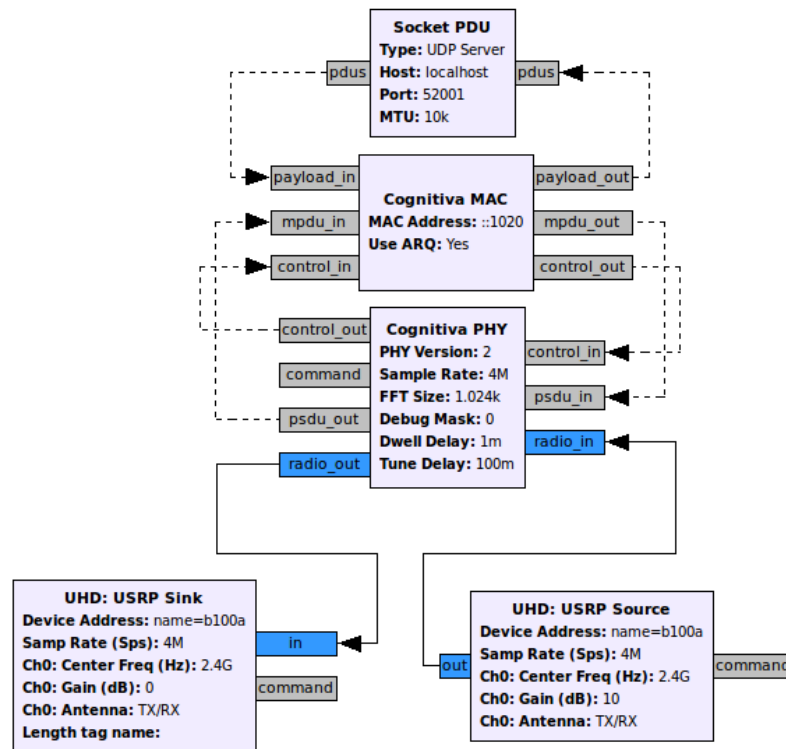 Socket PDU
Type: UDP Server
pdus
Host: localhost
pdus
Port: 52001
MTU: 10k
payload_in
payload_out
Cognitiva MAC
mpdu_in
MAC Address: ::1020
mpdu_out
Use ARQ: Yes
control_in
control_out
control_out
Cognitiva PHY
PHY Version: 2
control_in
command
Sample Rate: 4M
FFT Size: 1.024k
psdu_in
psdu_out
Debug Mask: 0
Dwell Delay: 1m
radio_in
radio_out
Tune Delay: 100m
UHD: USRP Sink
Device Address: name=b100a
Samp Rate (Sps): 4M
in
Ch0: Center Freq (Hz): 2.4G
Ch0: Gain (dB): 0
command
Ch0: Antenna: TX/RX
Length tag name:
UHD: USRP Source
Device Address: name=b100a
Samp Rate (Sps): 4M
out
Ch0: Center Freq (Hz): 2.4G
command
Ch0: Gain (dB): 10
Ch0: Antenna: TX/RX